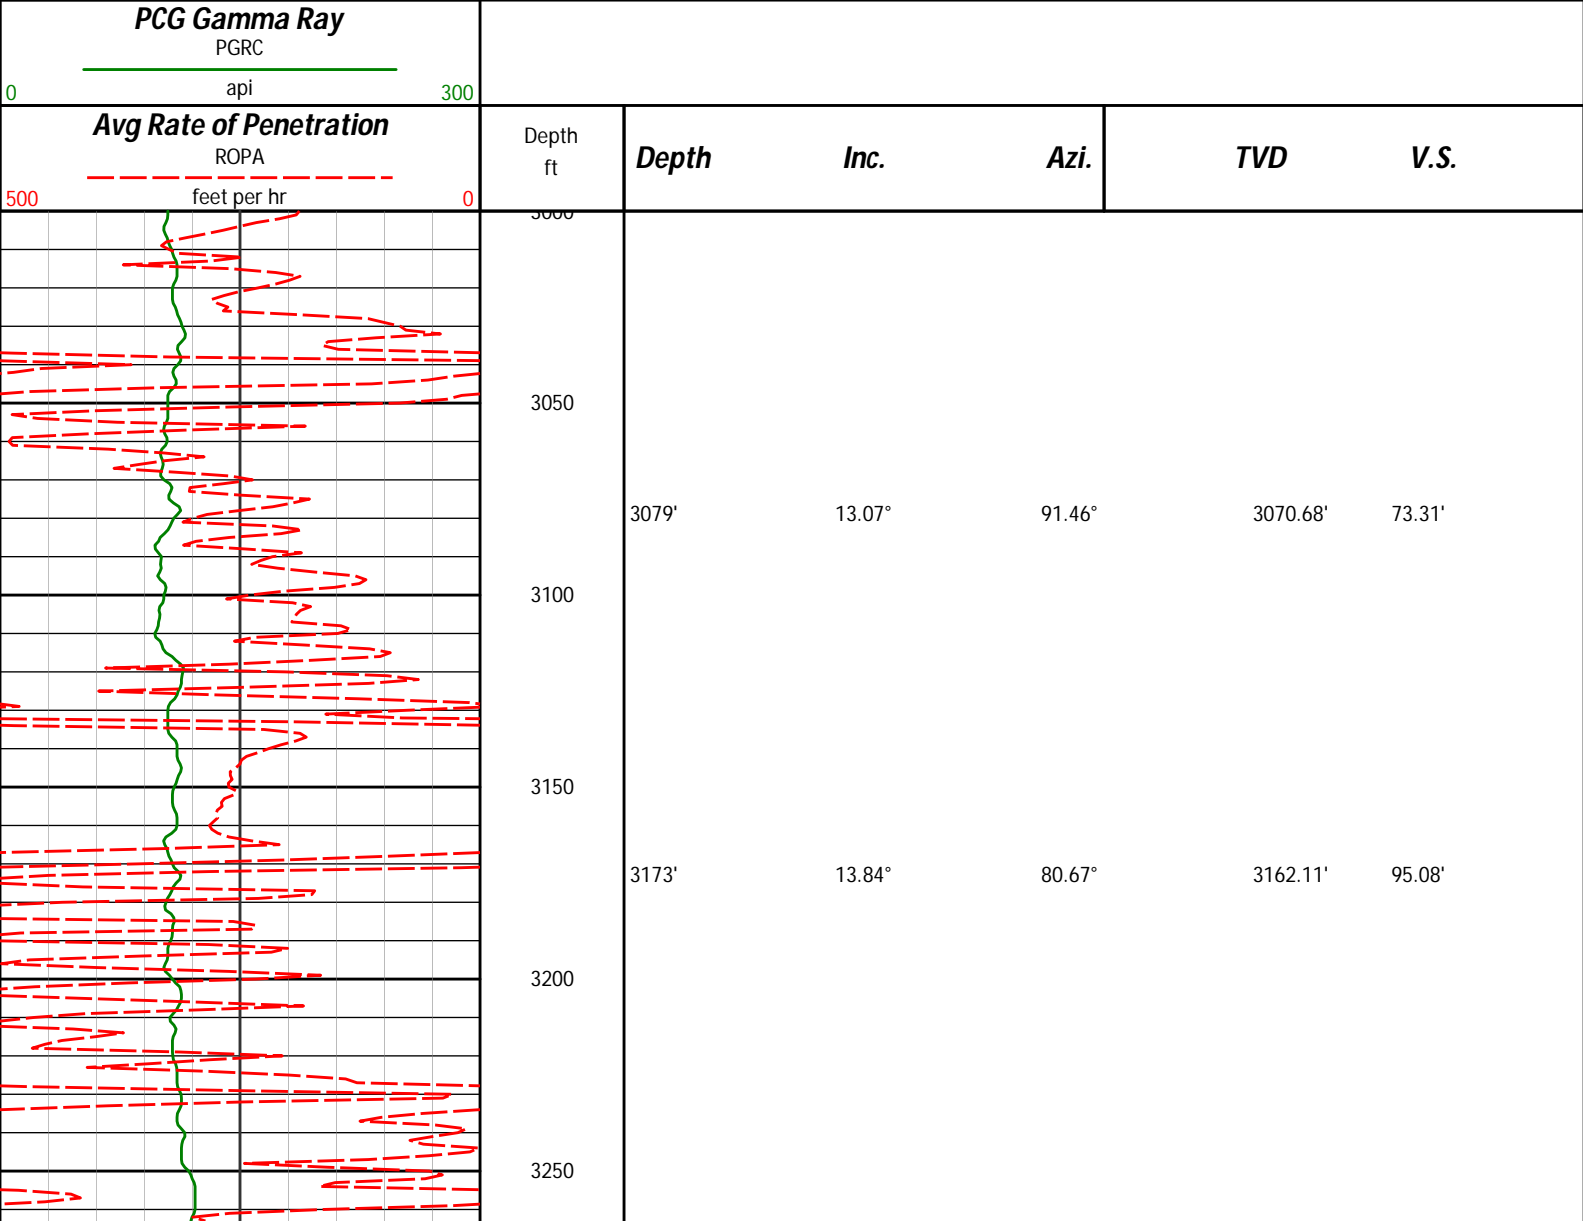 PCG Gamma Ray
PGRC
0 api 300
Avg Rate of Penetration
ROPA
500 feet per hr 0
Depth
ft
Depth Inc. Azi. TVD V.S.
3000
3050
3079' 13.07° 91.46° 3070.68' 73.31'
3100
3150
3173' 13.84° 80.67° 3162.11' 95.08'
3200
3250